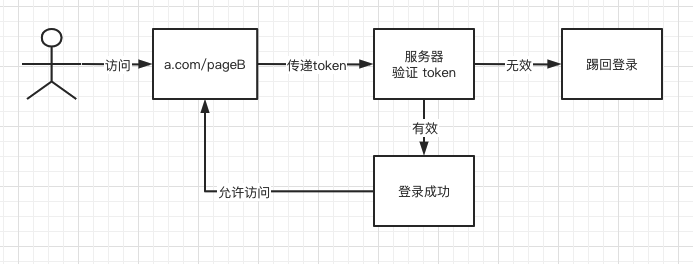 访问
a.com/pageB
传递token
服务器
验证 token
无效
踢回登录
有效
登录成功
允许访问